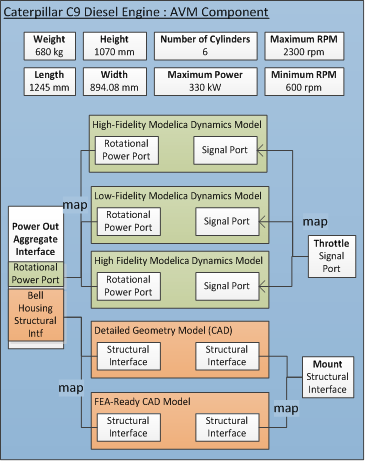 Caterpillar C9 Diesel Engine : AVM Component
Weight
680 kg
Height
1070 mm
Number of Cylinders
6
Maximum RPM
2300 rpm
Length
1245 mm
Width
894.08 mm
Maximum Power
330 kW
Minimum RPM
600 rpm
High-Fidelity Modelica Dynamics Model
Rotational
Power Port
Signal Port
map
Low-Fidelity Modelica Dynamics Model
Rotational
Power Port
Signal Port
map
High Fidelity Modelica Dynamics Model
Rotational
Power Port
Signal Port
Throttle
Signal
Port
Power Out
Aggregate
Interface
Rotational
Power Port
Bell
Housing
Structural
Intf
map
Detailed Geometry Model (CAD)
Structural
Interface
Structural
Interface
FEA-Ready CAD Model
Structural
Interface
Structural
Interface
map
Mount
Structural
Interface